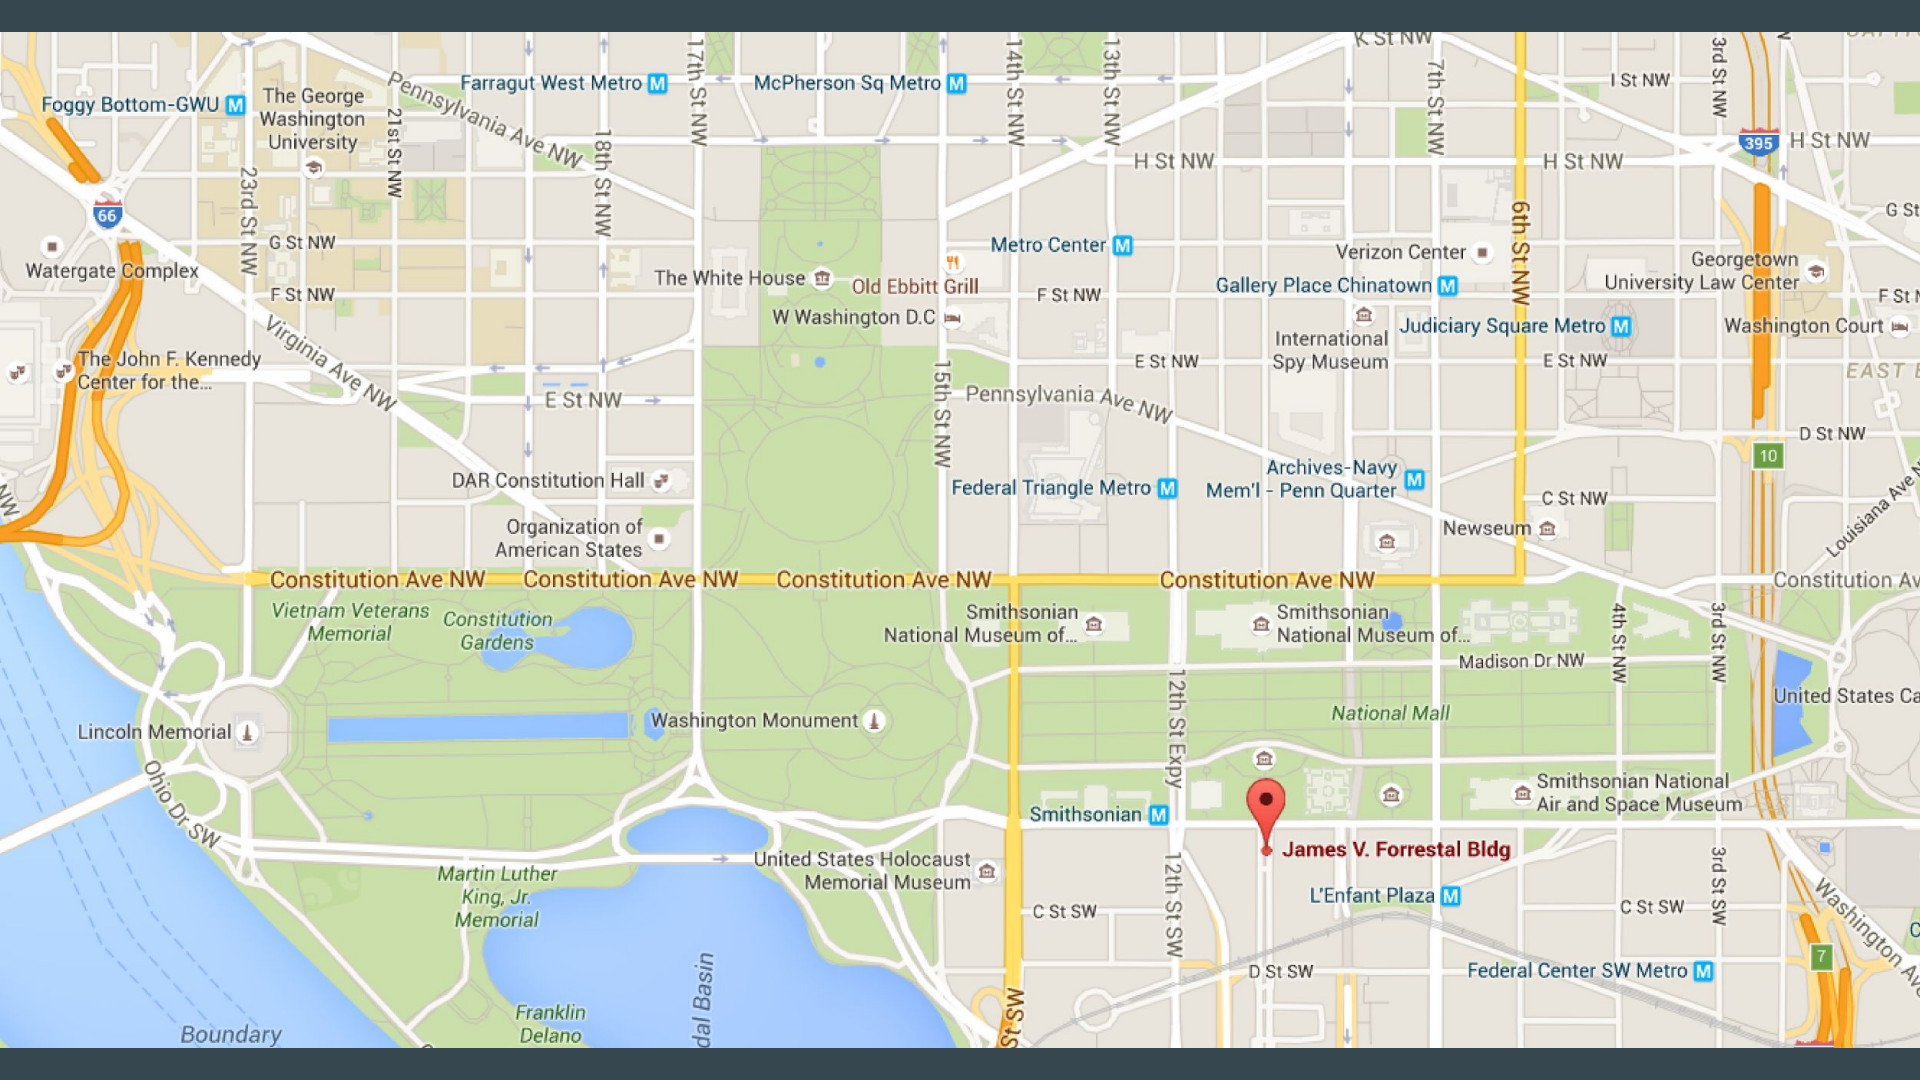 K St NW
Farragut West Metro M
McPherson Sq Metro M
17th St NW
14th St NW
13th St NW
7th St NW
I St NW
3rd St NW
Foggy Bottom-GWU M
The George
Washington
University
Pennsylvania Ave NW
21st St NW
18th St NW
23rd St NW
H St NW
H St NW
395
H St NW
66
G St NW
G St
Watergate Complex
Metro Center M
Verizon Center
6th St NW
Georgetown
University Law Center
The White House
Old Ebbitt Grill
F St NW
F St NW
Gallery Place Chinatown M
F St N
W Washington D.C
International
Spy Museum
Judiciary Square Metro M
Washington Court
The John F. Kennedy
Center for the...
Virginia Ave NW
E St NW
E St NW
EAST E
E St NW
15th St NW
Pennsylvania Ave NW
D St NW
10
DAR Constitution Hall
Federal Triangle Metro M
Archives-Navy
Mem'l - Penn Quarter M
C St NW
Louisiana Ave N
NW
Organization of
American States
Newseum
Constitution Ave NW
Constitution Ave NW
Constitution Ave NW
Constitution Ave NW
Constitution Av
Vietnam Veterans
Memorial
Constitution
Gardens
Smithsonian
National Museum of...
Smithsonian
National Museum of...
4th St NW
3rd St NW
Madison Dr NW
12th St Expy
United States Ca
Lincoln Memorial
Washington Monument
National Mall
Ohio Dr SW
Smithsonian M
Smithsonian National
Air and Space Museum
James V. Forrestal Bldg
United States Holocaust
Memorial Museum
Martin Luther
King, Jr.
Memorial
12th St SW
L'Enfant Plaza M
3rd St SW
Washington Av
C St SW
C St SW
7
D St SW
Federal Center SW Metro M
dal Basin
St SW
Franklin
Delano
Boundary